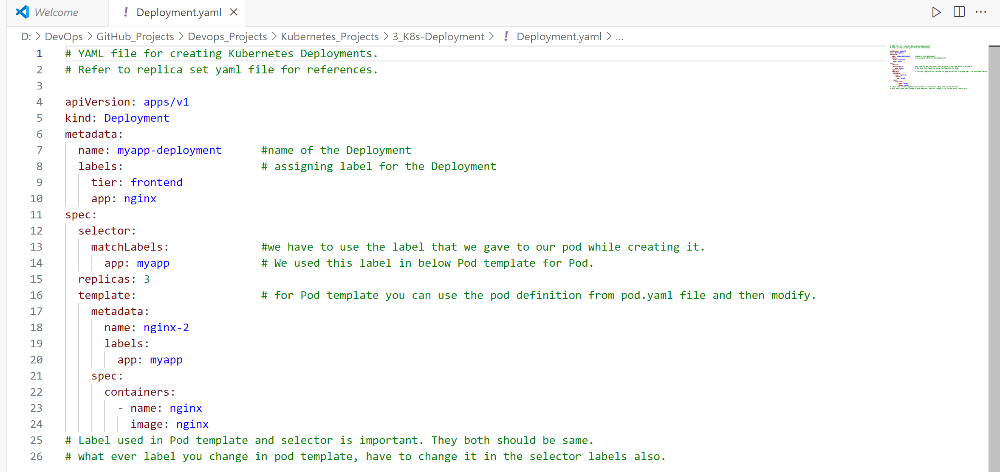 Welcome
! Deployment.yaml ×
D: > DevOps > GitHub_Projects > Devops_Projects > Kubernetes_Projects > 3_K8s-Deployment > ! Deployment.yaml > ...
1 # YAML file for creating Kubernetes Deployments.
2 # Refer to replica set yaml file for references.
3
4 apiVersion: apps/v1
5 kind: Deployment
6 metadata:
7   name: myapp-deployment      #name of the Deployment
8   labels:                     # assigning label for the Deployment
9     tier: frontend
10     app: nginx
11 spec:
12   selector:
13     matchLabels:              #we have to use the label that we gave to our pod while creating it.
14       app: myapp              # We used this label in below Pod template for Pod.
15   replicas: 3
16   template:                   # for Pod template you can use the pod definition from pod.yaml file and then modify.
17     metadata:
18       name: nginx-2
19       labels:
20         app: myapp
21     spec:
22       containers:
23         - name: nginx
24           image: nginx
25 # Label used in Pod template and selector is important. They both should be same.
26 # what ever label you change in pod template, have to change it in the selector labels also.